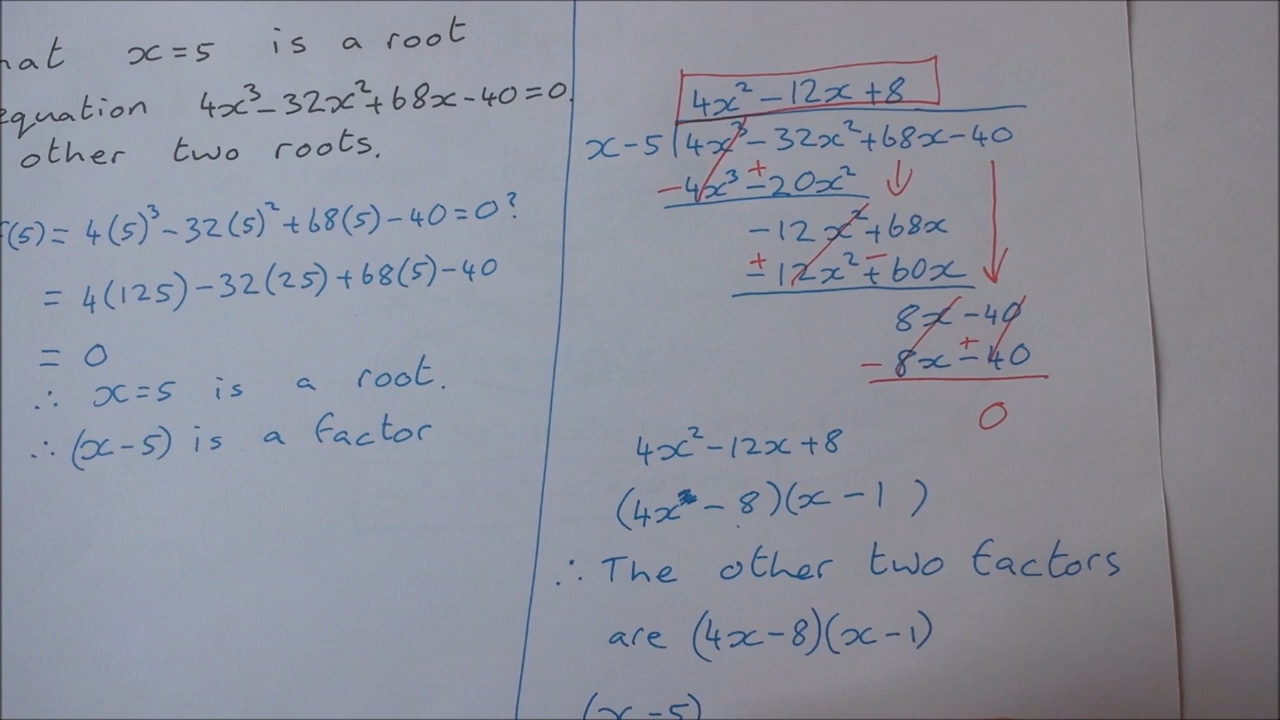 hat x=5 is a root
equation 4x³-32x²+68x-40=0.
other two roots.
f(5)= 4(5)³-32(5)²+68(5)-40=0?
= 4(125)-32(25)+68(5)-40
= 0
∴ x=5 is a root.
∴ (x-5) is a factor
4x²-12x+8
x-5 4x³-32x²+68x-40
-4x³ +-20x²
-12x²+68x
+-12x²-+60x
8x-40
-8x+-40
0
4x²-12x+8
(4x - 8)(x - 1)
∴ The other two factors
are (4x-8)(x-1)
(x-5)